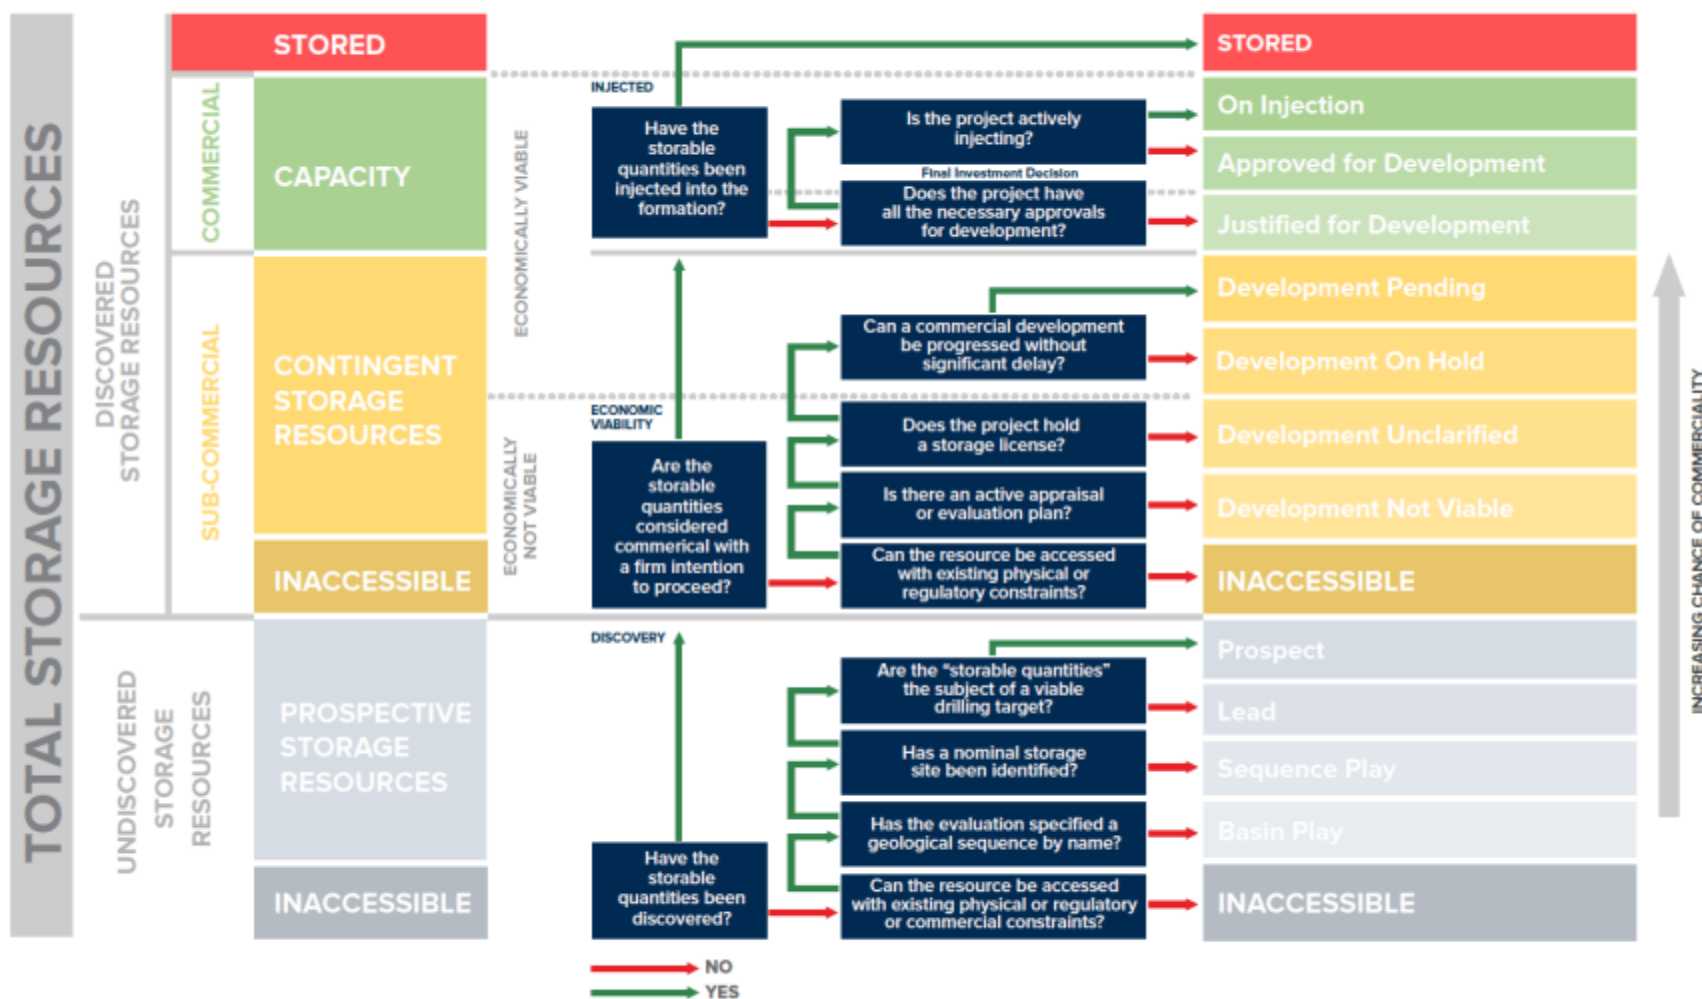 TOTAL STORAGE RESOURCES
DISCOVERED
STORAGE RESOURCES
UNDISCOVERED
STORAGE
RESOURCES
COMMERCIAL
SUB-COMMERCIAL
STORED
CAPACITY
CONTINGENT
STORAGE
RESOURCES
INACCESSIBLE
PROSPECTIVE
STORAGE
RESOURCES
INACCESSIBLE
ECONOMICALLY VIABLE
ECONOMICALLY
NOT VIABLE
INJECTED
Have the
storable
quantities been
injected into the
formation?
Is the project actively
injecting?
Final Investment Decision
Does the project have
all the necessary approvals
for development?
ECONOMIC
VIABILITY
Are the
storable
quantities
considered
commerical with
a firm intention
to proceed?
Can a commercial development
be progressed without
significant delay?
Does the project hold
a storage license?
Is there an active appraisal
or evaluation plan?
Can the resource be accessed
with existing physical or
regulatory constraints?
DISCOVERY
Have the
storable
quantities been
discovered?
Are the “storable quantities”
the subject of a viable
drilling target?
Has a nominal storage
site been identified?
Has the evaluation specified a
geological sequence by name?
Can the resource be accessed
with existing physical or regulatory
or commercial constraints?
STORED
On Injection
Approved for Development
Justified for Development
Development Pending
Development On Hold
Development Unclarified
Development Not Viable
INACCESSIBLE
Prospect
Lead
Sequence Play
Basin Play
INACCESSIBLE
INCREASING CHANCE OF COMMERCIALITY
NO
YES